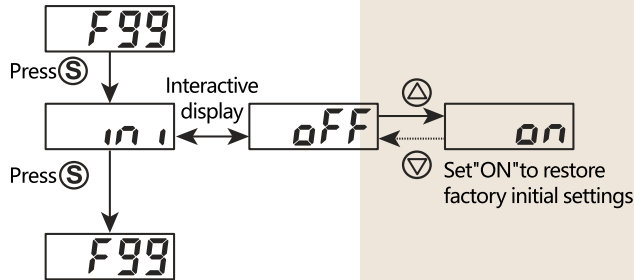 F99
Press Ⓢ
Interactive
display
ini
oFF
on
Press Ⓢ
Set"ON"to restore
factory initial settings
F99